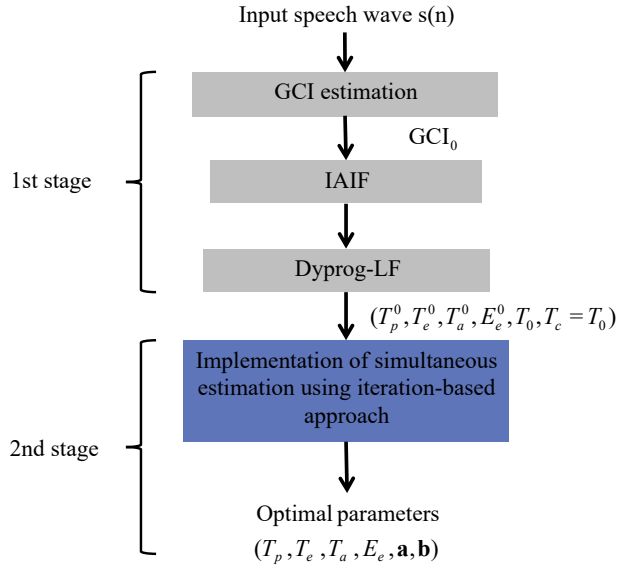 Input speech wave s(n)
GCI estimation
GCI₀
1st stage
IAIF
Dyprog-LF
(T_p^0, T_e^0, T_a^0, E_e^0, T_0, T_c = T_0)
Implementation of simultaneous
estimation using iteration-based
approach
2nd stage
Optimal parameters
(T_p, T_e, T_a, E_e, a, b)